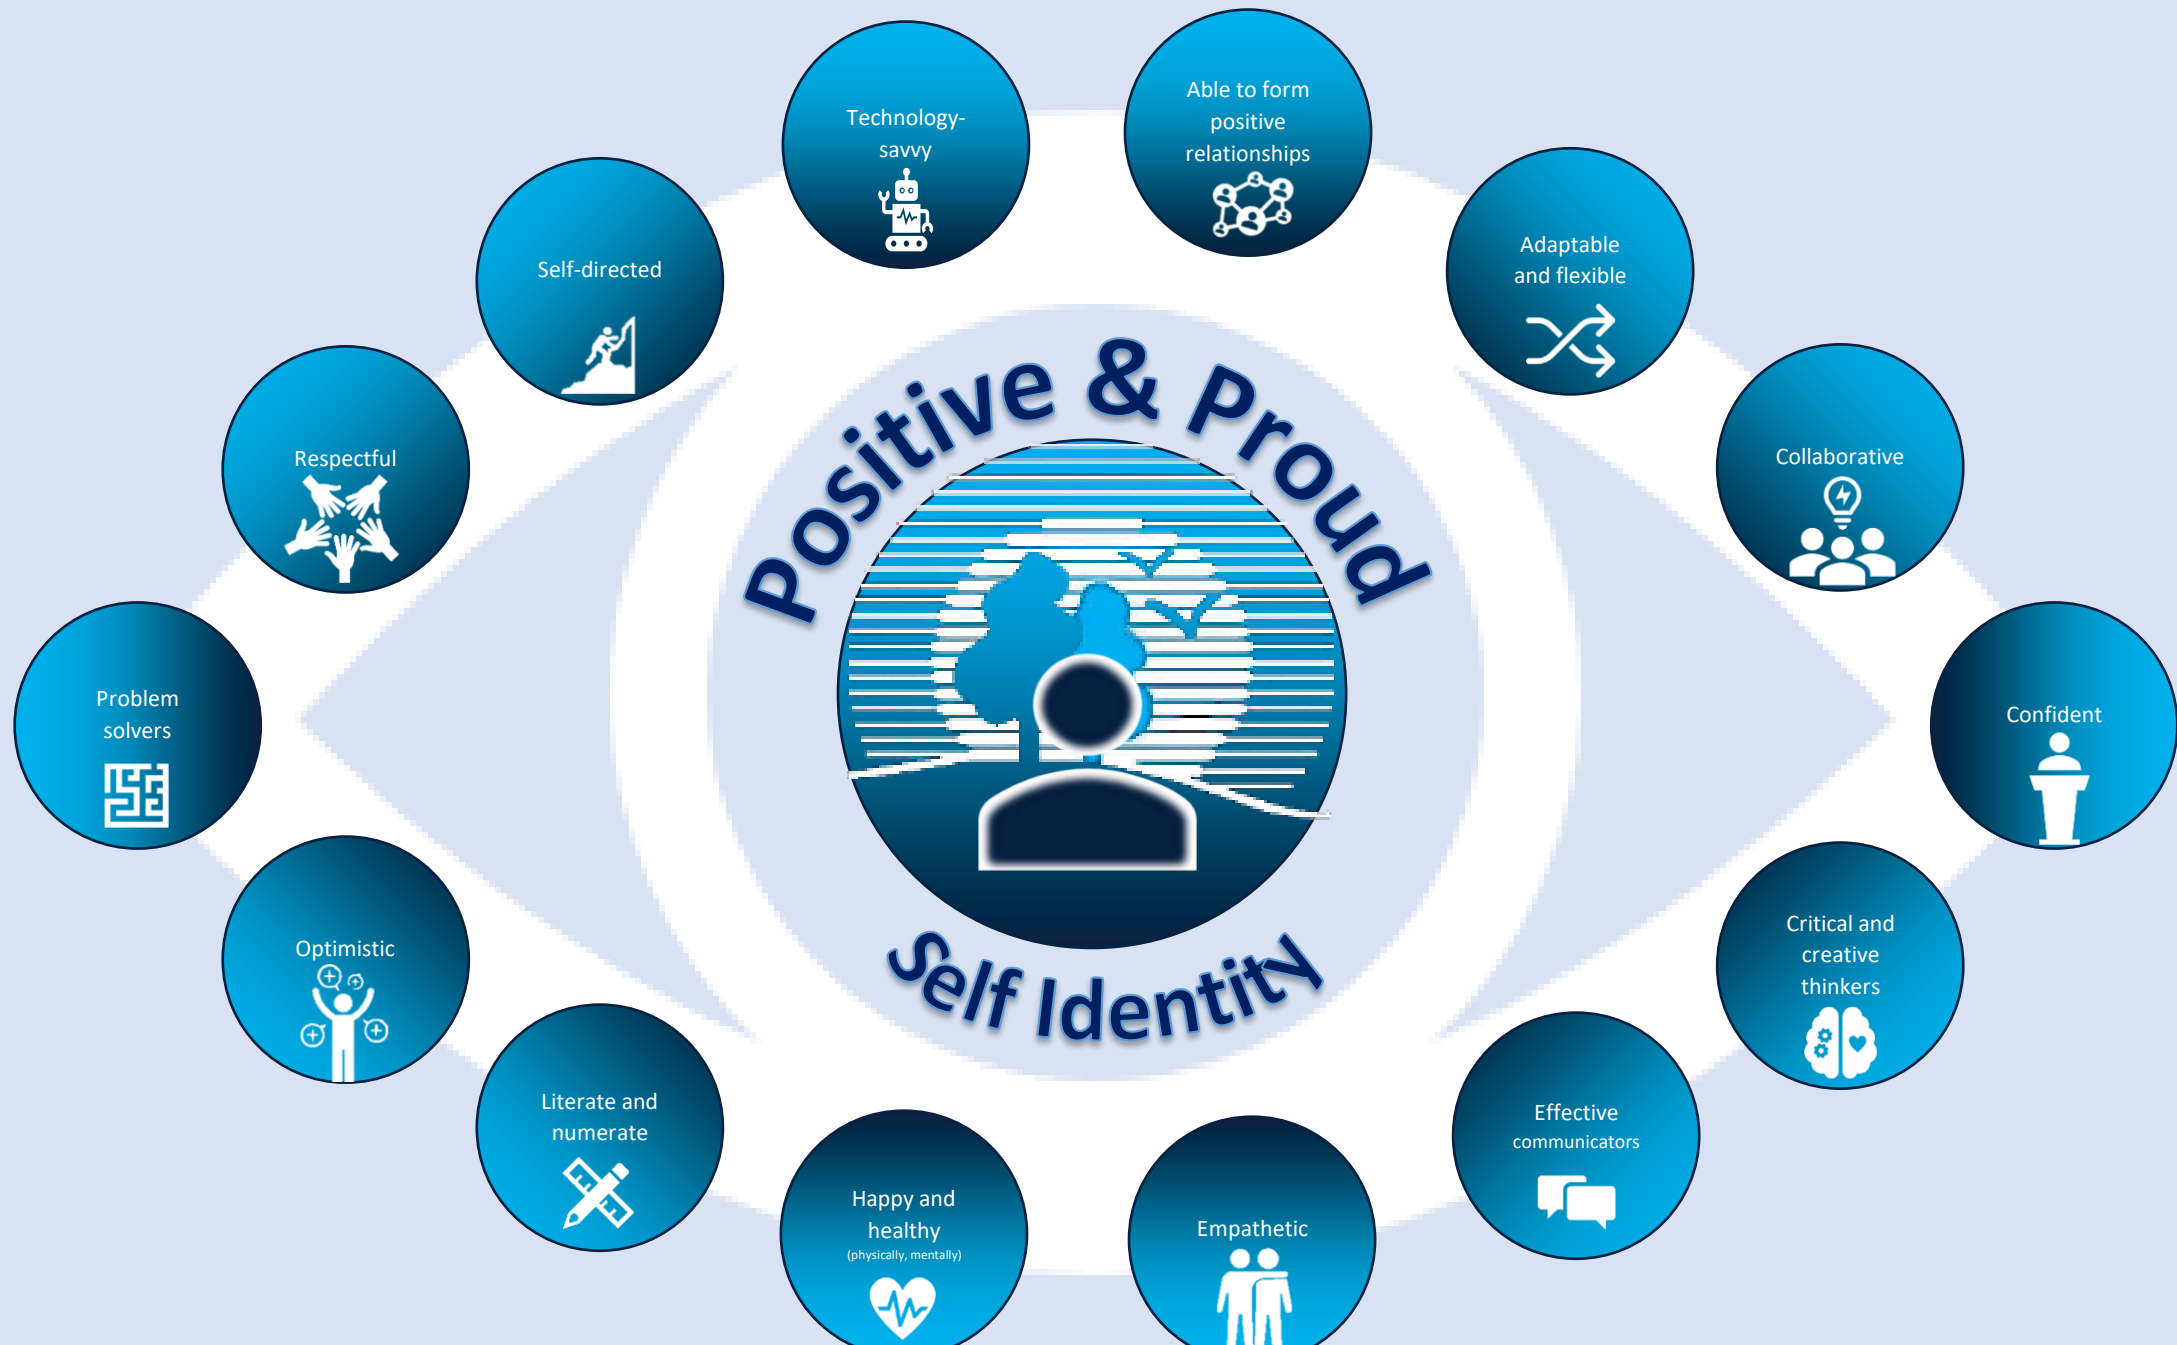 Technology-
savvy
Able to form
positive
relationships
Self-directed
Adaptable
and flexible
Respectful
Collaborative
Positive & Proud
Problem
solvers
Confident
Optimistic
Critical and
creative
thinkers
Self Identity
Literate and
numerate
Effective
communicators
Happy and
healthy
(physically, mentally)
Empathetic